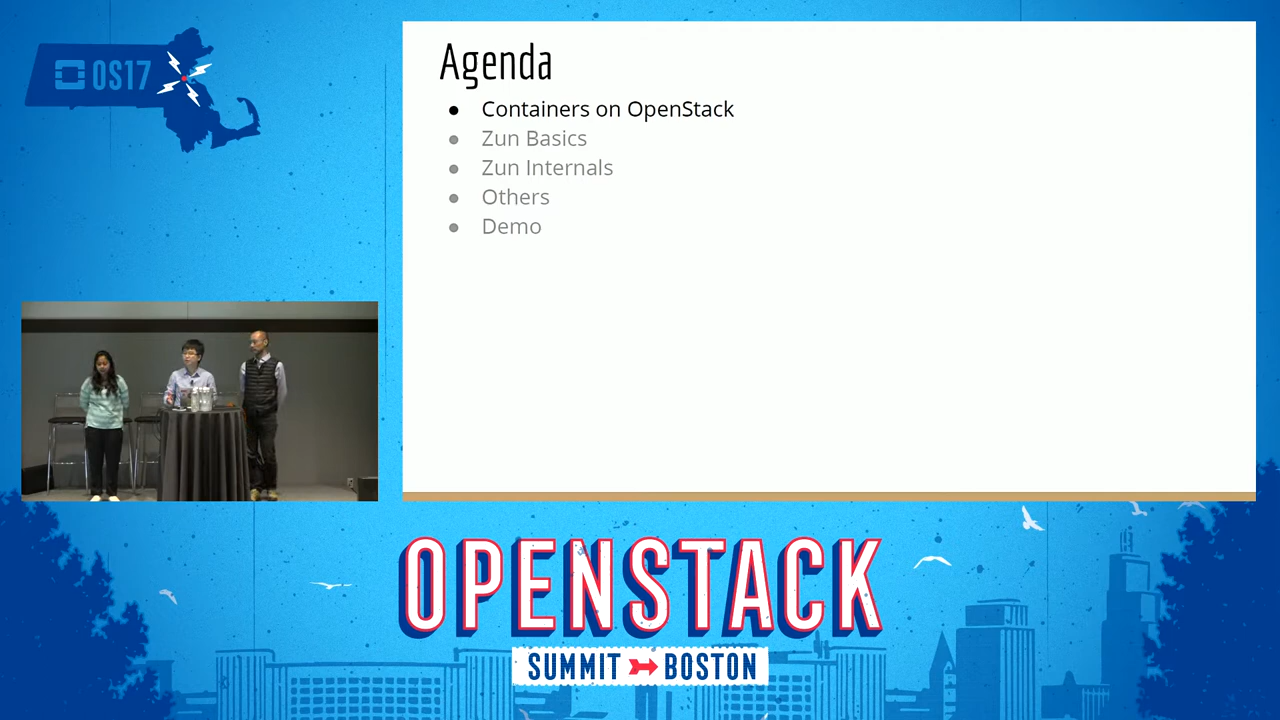 OS17
Agenda
● Containers on OpenStack
● Zun Basics
● Zun Internals
● Others
● Demo
OPENSTACK
SUMMIT BOSTON